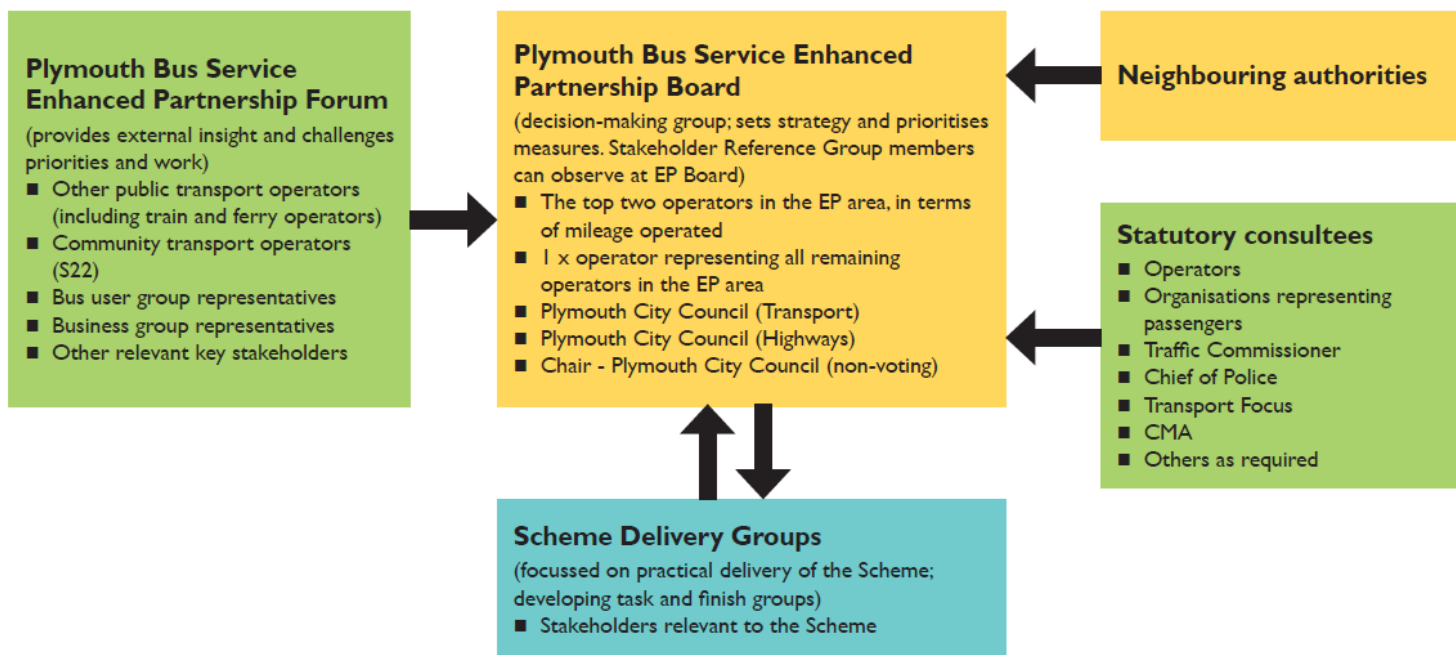 Plymouth Bus Service
Enhanced Partnership Forum
(provides external insight and challenges
priorities and work)
■ Other public transport operators
(including train and ferry operators)
■ Community transport operators
(S22)
■ Bus user group representatives
■ Business group representatives
■ Other relevant key stakeholders
Plymouth Bus Service Enhanced
Partnership Board
(decision-making group; sets strategy and prioritises
measures. Stakeholder Reference Group members
can observe at EP Board)
■ The top two operators in the EP area, in terms
of mileage operated
■ 1 x operator representing all remaining
operators in the EP area
■ Plymouth City Council (Transport)
■ Plymouth City Council (Highways)
■ Chair - Plymouth City Council (non-voting)
Neighbouring authorities
Statutory consultees
■ Operators
■ Organisations representing
passengers
■ Traffic Commissioner
■ Chief of Police
■ Transport Focus
■ CMA
■ Others as required
Scheme Delivery Groups
(focussed on practical delivery of the Scheme;
developing task and finish groups)
■ Stakeholders relevant to the Scheme